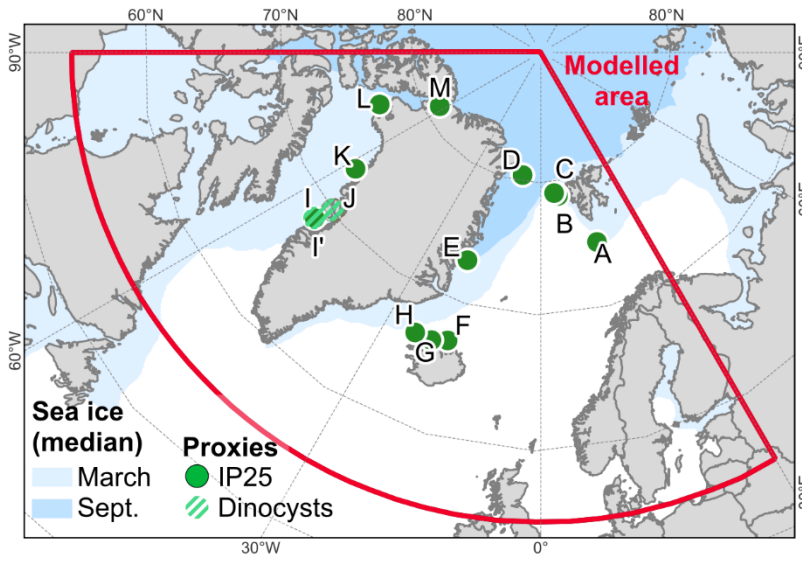 60°N
70°N
80°N
80°N
90°W
Modelled
area
M
L
D
C
K
B
I
J
I'
A
E
H
F
G
60°W
Sea ice
(median)
March
Sept.
Proxies
IP25
Dinocysts
30°W
0°